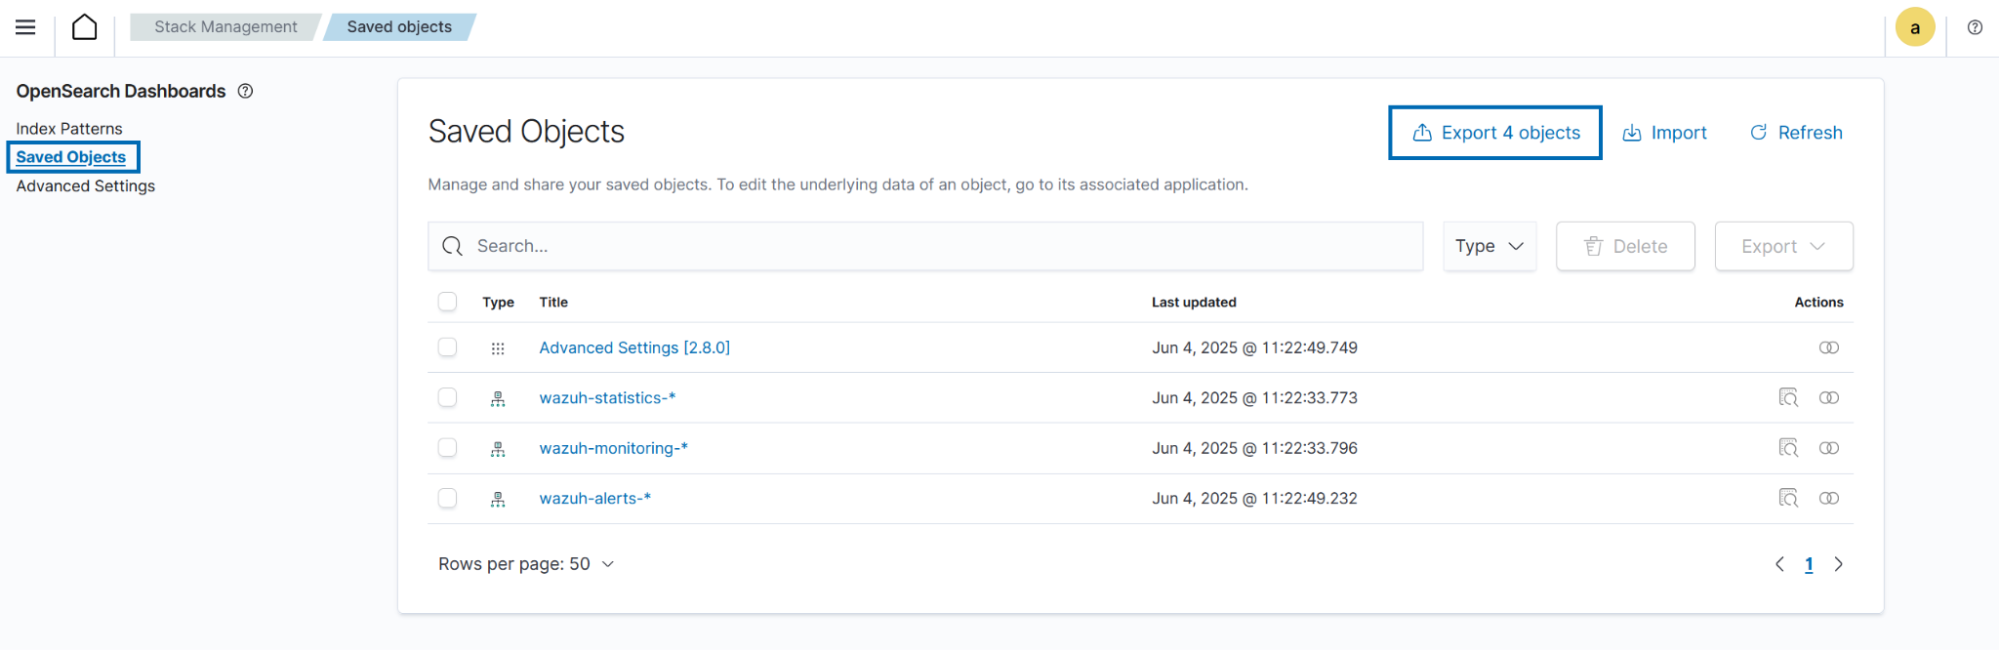 Stack Management Saved objects a
OpenSearch Dashboards
Index Patterns
Saved Objects
Advanced Settings
Saved Objects
Export 4 objects Import Refresh
Manage and share your saved objects. To edit the underlying data of an object, go to its associated application.
Search... Type Delete Export
Type Title Last updated Actions
Advanced Settings [2.8.0] Jun 4, 2025 @ 11:22:49.749
wazuh-statistics-* Jun 4, 2025 @ 11:22:33.773
wazuh-monitoring-* Jun 4, 2025 @ 11:22:33.796
wazuh-alerts-* Jun 4, 2025 @ 11:22:49.232
Rows per page: 50 1